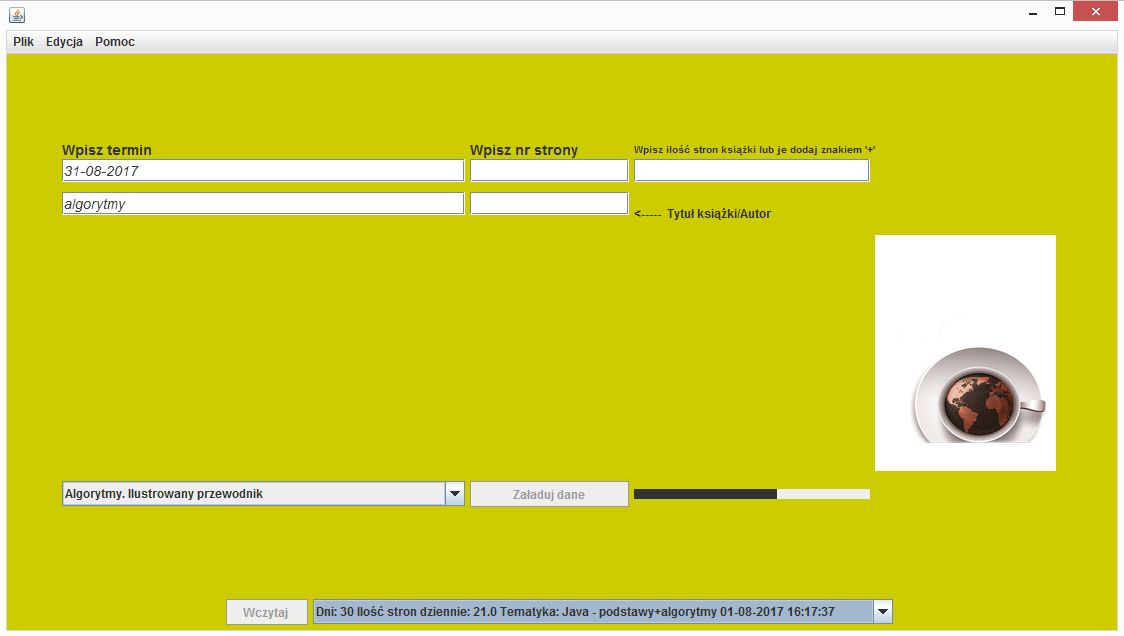 Plik Edycja Pomoc
Wpisz termin Wpisz nr strony Wpisz ilość stron książki lub je dodaj znakiem '+'
31-08-2017
algorytmy
<----- Tytuł książki/Autor
Algorytmy. Ilustrowany przewodnik Załaduj dane
Wczytaj Dni: 30 Ilość stron dziennie: 21.0 Tematyka: Java - podstawy+algorytmy 01-08-2017 16:17:37